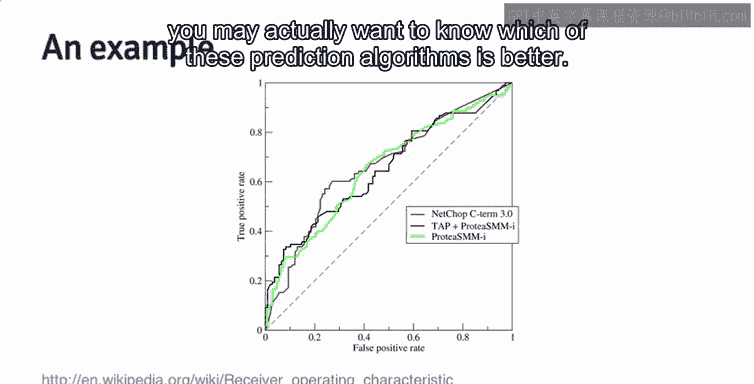 you may actually want to know which of
An example
these prediction algorithms is better.
1
0.8
0.6
0.4
0.2
0
0
0.2
0.4
0.6
0.8
1
True positive rate
NetChop C-term 3.0
TAP + ProteaSMM-i
ProteaSMM-i
False positive rate
http://en.wikipedia.org/wiki/Receiver_operating_characteristic